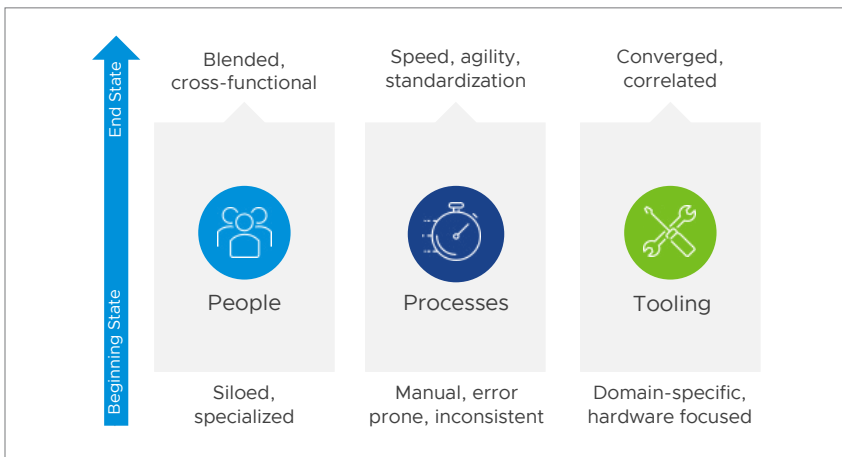 End State
Blended,
cross-functional
Speed, agility,
standardization
Converged,
correlated
People
Processes
Tooling
Beginning State
Siloed,
specialized
Manual, error
prone, inconsistent
Domain-specific,
hardware focused